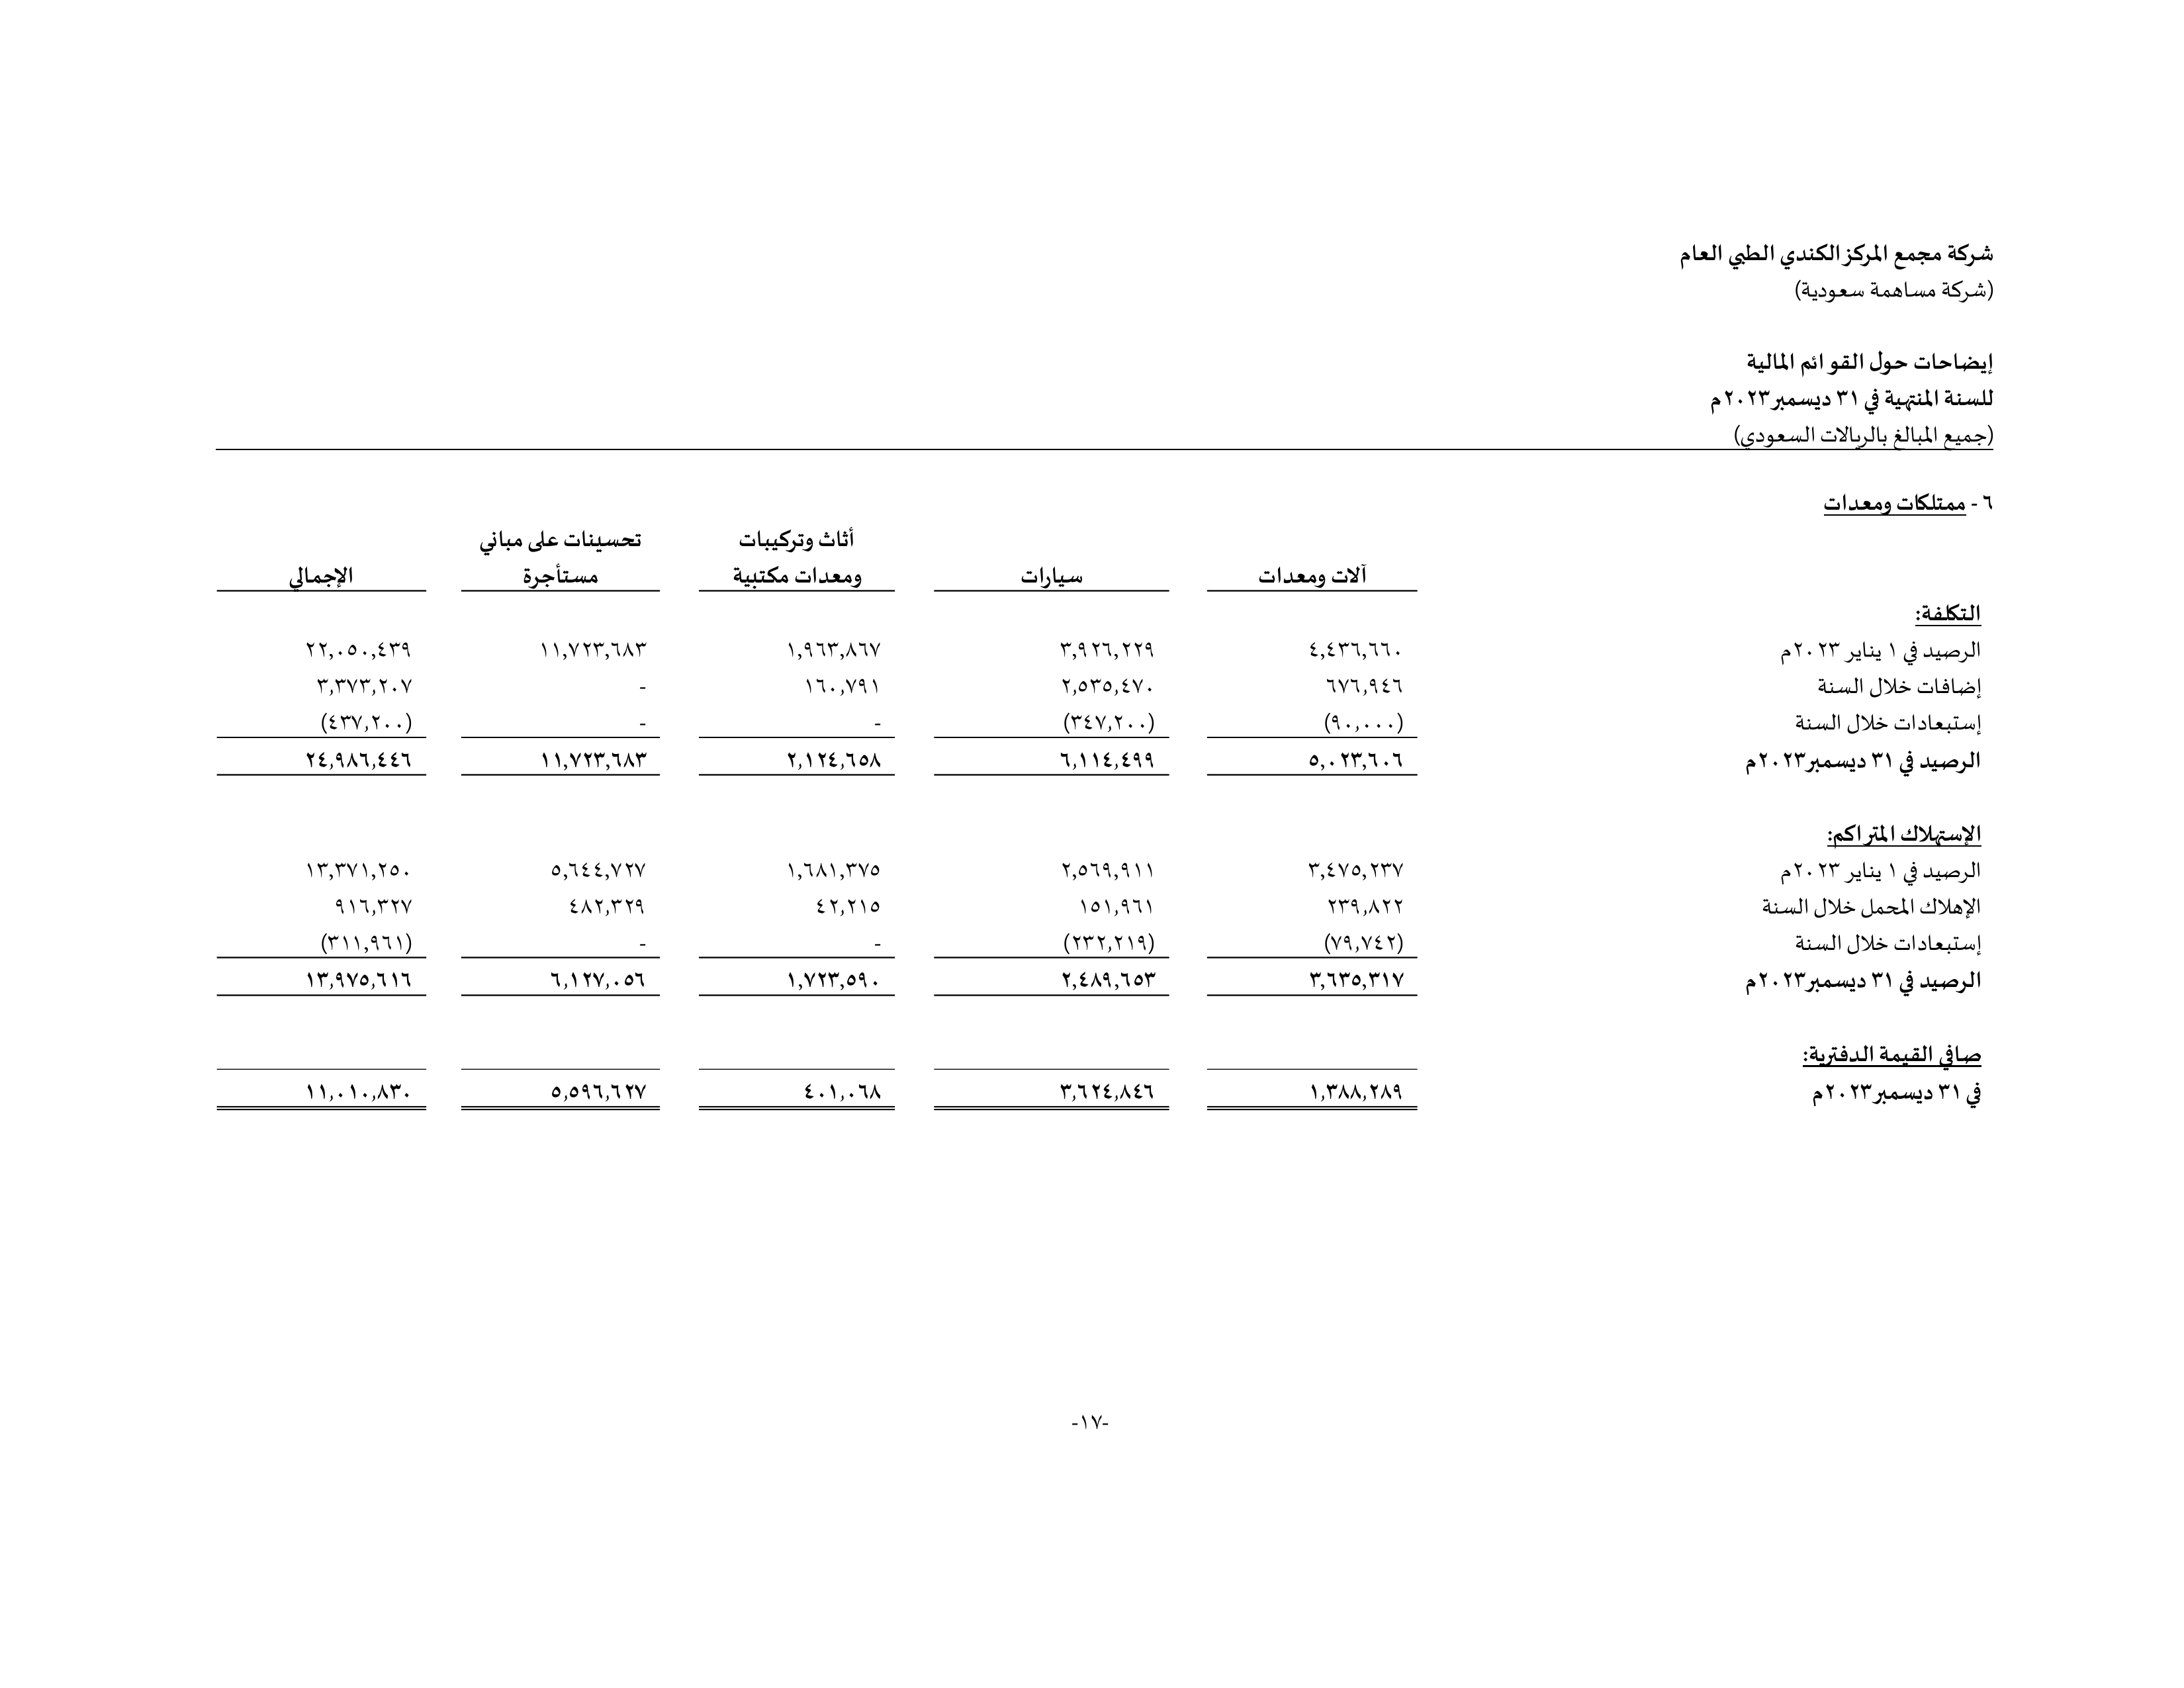 شركة مجمع المركز الكندي الطبي العام
(شركة مساهمة سعودية)
إيضاحات حول القوائم المالية
للسنة المنتهية في ٣١ ديسمبر ٢٠٢٣م
(جميع المبالغ بالريالات السعودي)
٦ - ممتلكات ومعدات
أثاث وتركيبات تحسينات على مباني
آلات ومعدات سيارات ومعدات مكتبية مستأجرة الإجمالي
التكلفة:
الرصيد في ١ يناير ٢٠٢٣م ٤,٤٣٦,٦٦٠ ٣,٩٢٦,٢٢٩ ١,٩٦٣,٨٦٧ ١١,٧٢٣,٦٨٣ ٢٢,٠٥٠,٤٣٩
إضافات خلال السنة ٦٧٦,٩٤٦ ٢,٥٣٥,٤٧٠ ١٦٠,٧٩١ - ٣,٣٧٣,٢٠٧
إستبعادات خلال السنة (٩٠,٠٠٠) (٣٤٧,٢٠٠) - - (٤٣٧,٢٠٠)
الرصيد في ٣١ ديسمبر ٢٠٢٣م ٥,٠٢٣,٦٠٦ ٦,١١٤,٤٩٩ ٢,١٢٤,٦٥٨ ١١,٧٢٣,٦٨٣ ٢٤,٩٨٦,٤٤٦
الإستهلاك المتراكم:
الرصيد في ١ يناير ٢٠٢٣م ٣,٤٧٥,٢٣٧ ٢,٥٦٩,٩١١ ١,٦٨١,٣٧٥ ٥,٦٤٤,٧٢٧ ١٣,٣٧١,٢٥٠
الإهلاك المحمل خلال السنة ٢٣٩,٨٢٢ ١٥١,٩٦١ ٤٢,٢١٥ ٤٨٢,٣٢٩ ٩١٦,٣٢٧
إستبعادات خلال السنة (٧٩,٧٤٢) (٢٣٢,٢١٩) - - (٣١١,٩٦١)
الرصيد في ٣١ ديسمبر ٢٠٢٣م ٣,٦٣٥,٣١٧ ٢,٤٨٩,٦٥٣ ١,٧٢٣,٥٩٠ ٦,١٢٧,٠٥٦ ١٣,٩٧٥,٦١٦
صافي القيمة الدفترية:
في ٣١ ديسمبر ٢٠٢٣م ١,٣٨٨,٢٨٩ ٣,٦٢٤,٨٤٦ ٤٠١,٠٦٨ ٥,٥٩٦,٦٢٧ ١١,٠١٠,٨٣٠
-١٧-